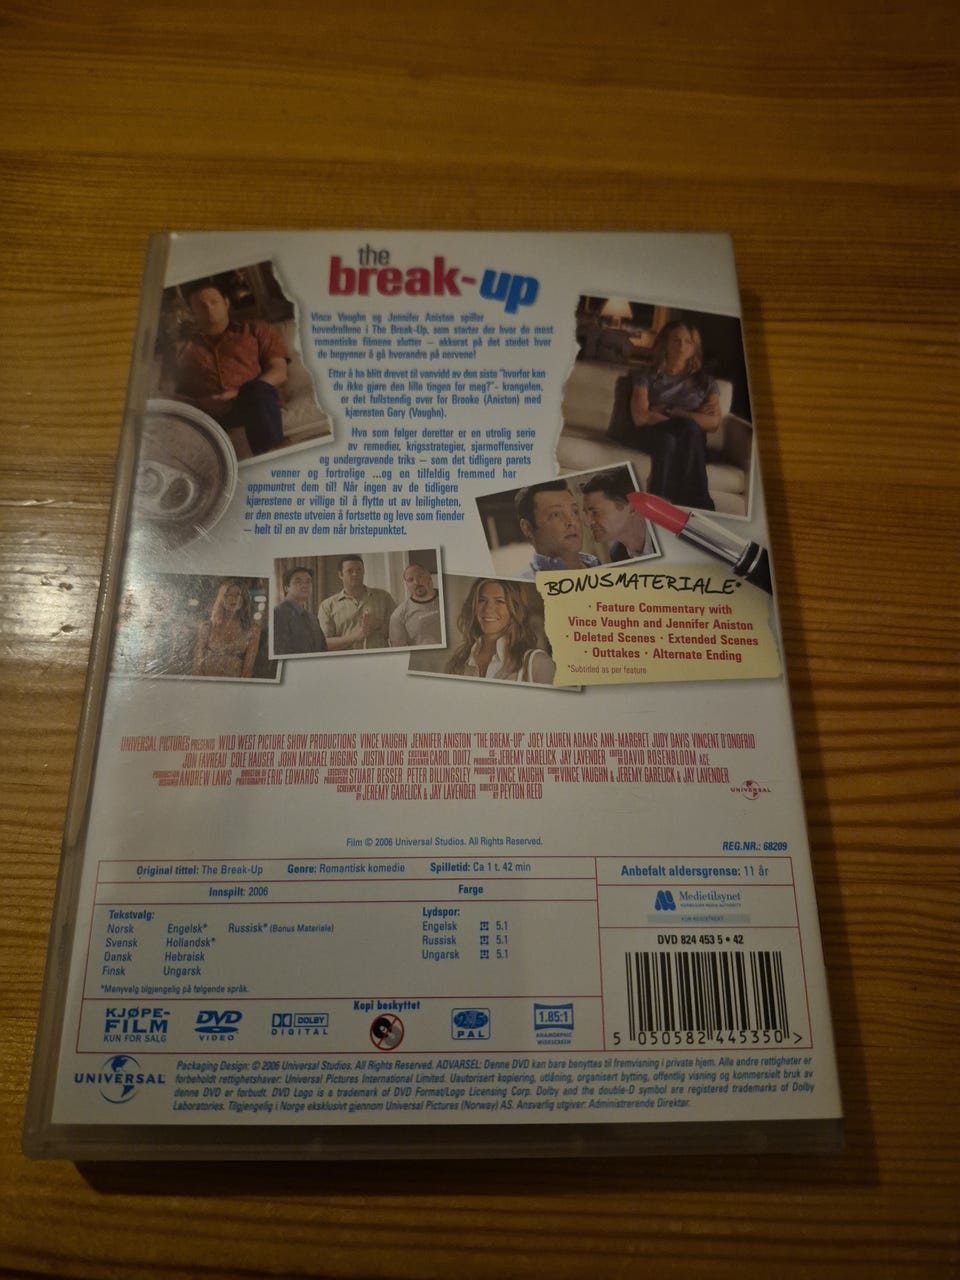 the
break-up
Vince Vaughn og Jennifer Aniston spiller
hovedrollene i The Break-Up, som starter der hvor de mest
romantiske filmene slutter – akkurat på det stedet hvor
de begynner å gå hverandre på nervene!
Etter å ha blitt drevet til vanvidd av den siste "hvorfor kan
du ikke gjøre den lille tingen for meg?"- krangelen,
er det fullstendig over for Brooke (Aniston) med
kjæresten Gary (Vaughn).
Hva som følger deretter er en utrolig serie
av remedier, krigsstrategier, sjarmoffensiver
og undergravende triks – som det tidligere parets
venner og fortrolige ...og en tilfeldig fremmed har
oppmuntret dem til! Når ingen av de tidligere
kjærestene er villige til å flytte ut av leiligheten,
er den eneste utveien å fortsette og leve som fiender
– helt til en av dem når bristepunktet.
BONUSMATERIALE*
· Feature Commentary with
Vince Vaughn and Jennifer Aniston
· Deleted Scenes · Extended Scenes
· Outtakes · Alternate Ending
*Subtitled as per feature
UNIVERSAL PICTURES PRESENTS WILD WEST PICTURE SHOW PRODUCTIONS VINCE VAUGHN JENNIFER ANISTON "THE BREAK-UP" JOEY LAUREN ADAMS ANN-MARGRET JUDY DAVIS VINCENT D'ONOFRIO
JON FAVREAU COLE HAUSER JOHN MICHAEL HIGGINS JUSTIN LONG COSTUME DESIGNER CAROL ODITZ CO-PRODUCERS JEREMY GARELICK JAY LAVENDER EDITED BY DAVID ROSENBLOOM ACE
PRODUCTION DESIGNER ANDREW LAWS DIRECTOR OF PHOTOGRAPHY ERIC EDWARDS EXECUTIVE PRODUCERS STUART BESSER PETER BILLINGSLEY PRODUCED BY VINCE VAUGHN STORY BY VINCE VAUGHN & JEREMY GARELICK & JAY LAVENDER
SCREENPLAY BY JEREMY GARELICK & JAY LAVENDER DIRECTED BY PEYTON REED
UNIVERSAL
Film © 2006 Universal Studios. All Rights Reserved.
REG.NR.: 68209
Original tittel: The Break-Up Genre: Romantisk komedie Spilletid: Ca 1 t. 42 min
Innspilt: 2006 Farge
Anbefalt aldersgrense: 11 år
Medietilsynet
NORWEGIAN MEDIA AUTHORITY
KUN REGISTRERT
Tekstvalg:
Norsk Engelsk* Russisk* (Bonus Materiale)
Svensk Hollandsk*
Dansk Hebraisk
Finsk Ungarsk
*Menyvalg tilgjengelig på følgende språk.
Lydspor:
Engelsk 5.1
Russisk 5.1
Ungarsk 5.1
DVD 824 453 5 • 42
5 050582 445350 >
KJØPE-
FILM
KUN FOR SALG
DVD
VIDEO
DOLBY
DIGITAL
Kopi beskyttet
PAL
1.85:1
ANAMORPHIC
WIDESCREEN
UNIVERSAL
Packaging Design: © 2006 Universal Studios. All Rights Reserved. ADVARSEL: Denne DVD kan bare benyttes til fremvisning i private hjem. Alle andre rettigheter er
forbeholdt rettighetshaver: Universal Pictures International Limited. Uautorisert kopiering, utlåning, organisert bytting, offentlig visning og kommersielt bruk av
denne DVD er forbudt. DVD Logo is a trademark of DVD Format/Logo Licensing Corp. Dolby and the double-D symbol are registered trademarks of Dolby
Laboratories. Tilgjengelig i Norge eksklusivt gjennom Universal Pictures (Norway) AS. Ansvarlig utgiver: Administrerende Direktør.